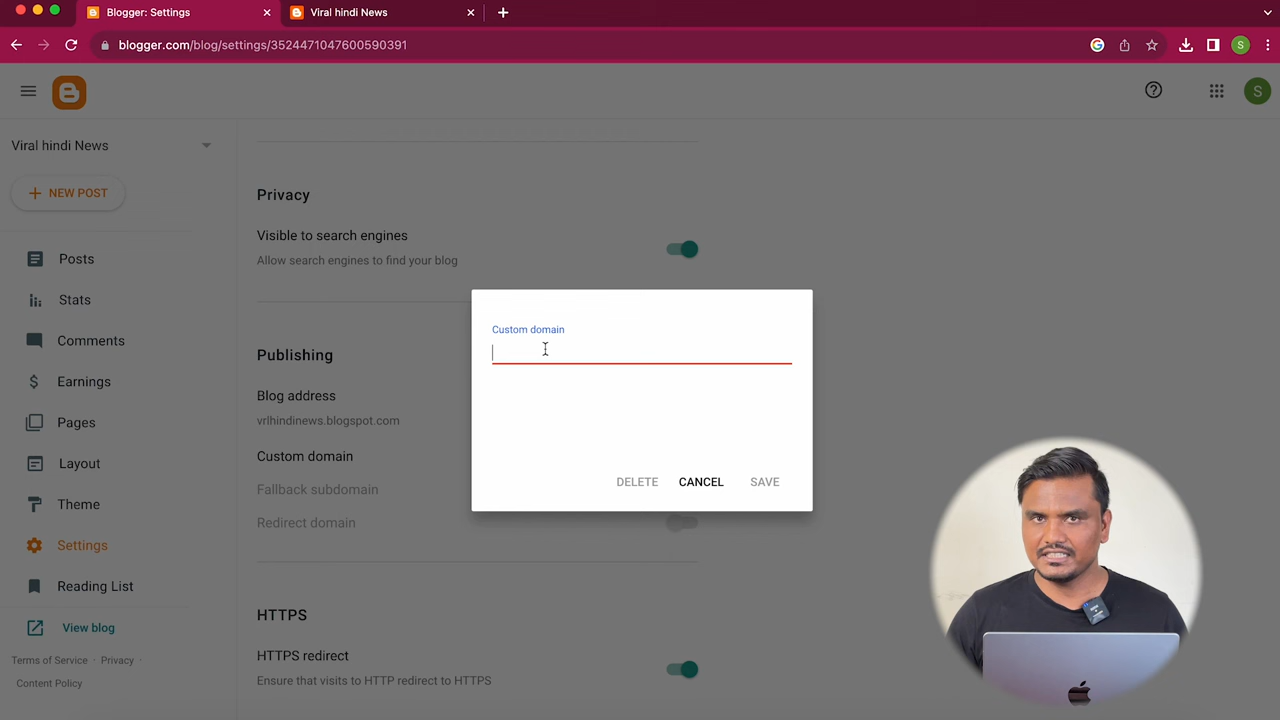 Blogger: Settings
Viral hindi News
blogger.com/blog/settings/3524471047600590391
S
S
Viral hindi News
NEW POST
Posts
Stats
Comments
Earnings
Pages
Layout
Theme
Settings
Reading List
View blog
Terms of Service · Privacy ·
Content Policy
Privacy
Visible to search engines
Allow search engines to find your blog
Publishing
Blog address
vrlhindinews.blogspot.com
Custom domain
Fallback subdomain
Redirect domain
HTTPS
HTTPS redirect
Ensure that visits to HTTP redirect to HTTPS
Custom domain
DELETE CANCEL SAVE